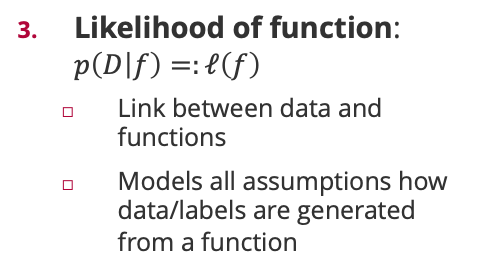 3. Likelihood of function:
p(D|f) =: ℓ(f)
Link between data and
functions
Models all assumptions how
data/labels are generated
from a function